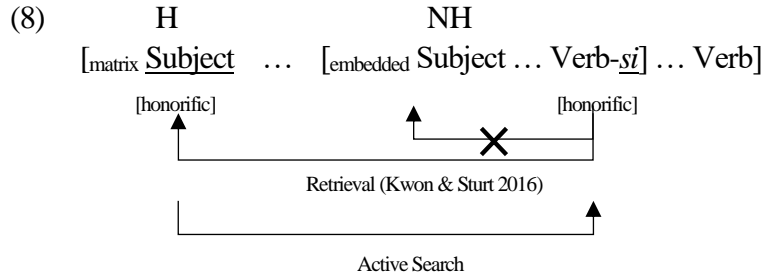 (8) H NH
[matrix Subject … [embedded Subject … Verb-si] … Verb]
[honorific] [honorific]
Retrieval (Kwon & Sturt 2016)
Active Search